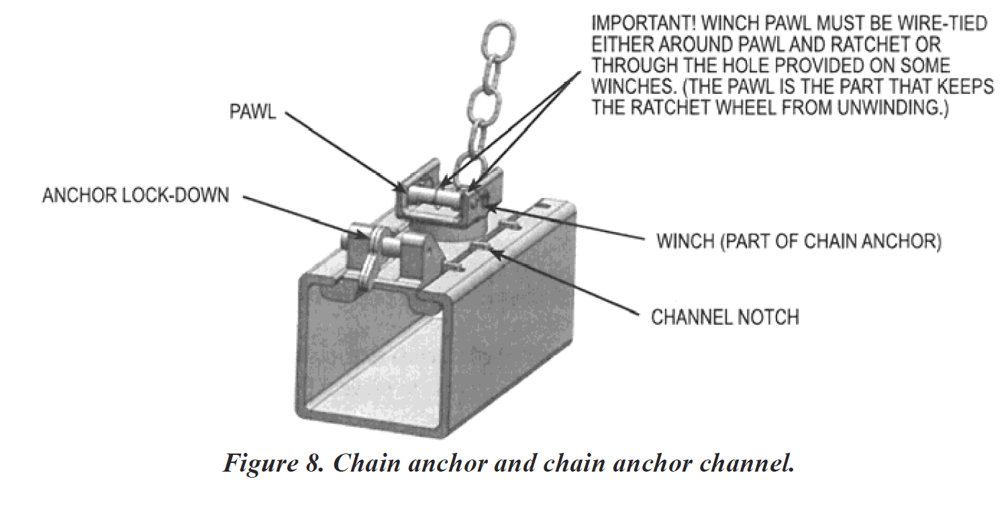 IMPORTANT! WINCH PAWL MUST BE WIRE-TIED
EITHER AROUND PAWL AND RATCHET OR
THROUGH THE HOLE PROVIDED ON SOME
WINCHES. (THE PAWL IS THE PART THAT KEEPS
THE RATCHET WHEEL FROM UNWINDING.)
PAWL
ANCHOR LOCK-DOWN
WINCH (PART OF CHAIN ANCHOR)
CHANNEL NOTCH
Figure 8. Chain anchor and chain anchor channel.